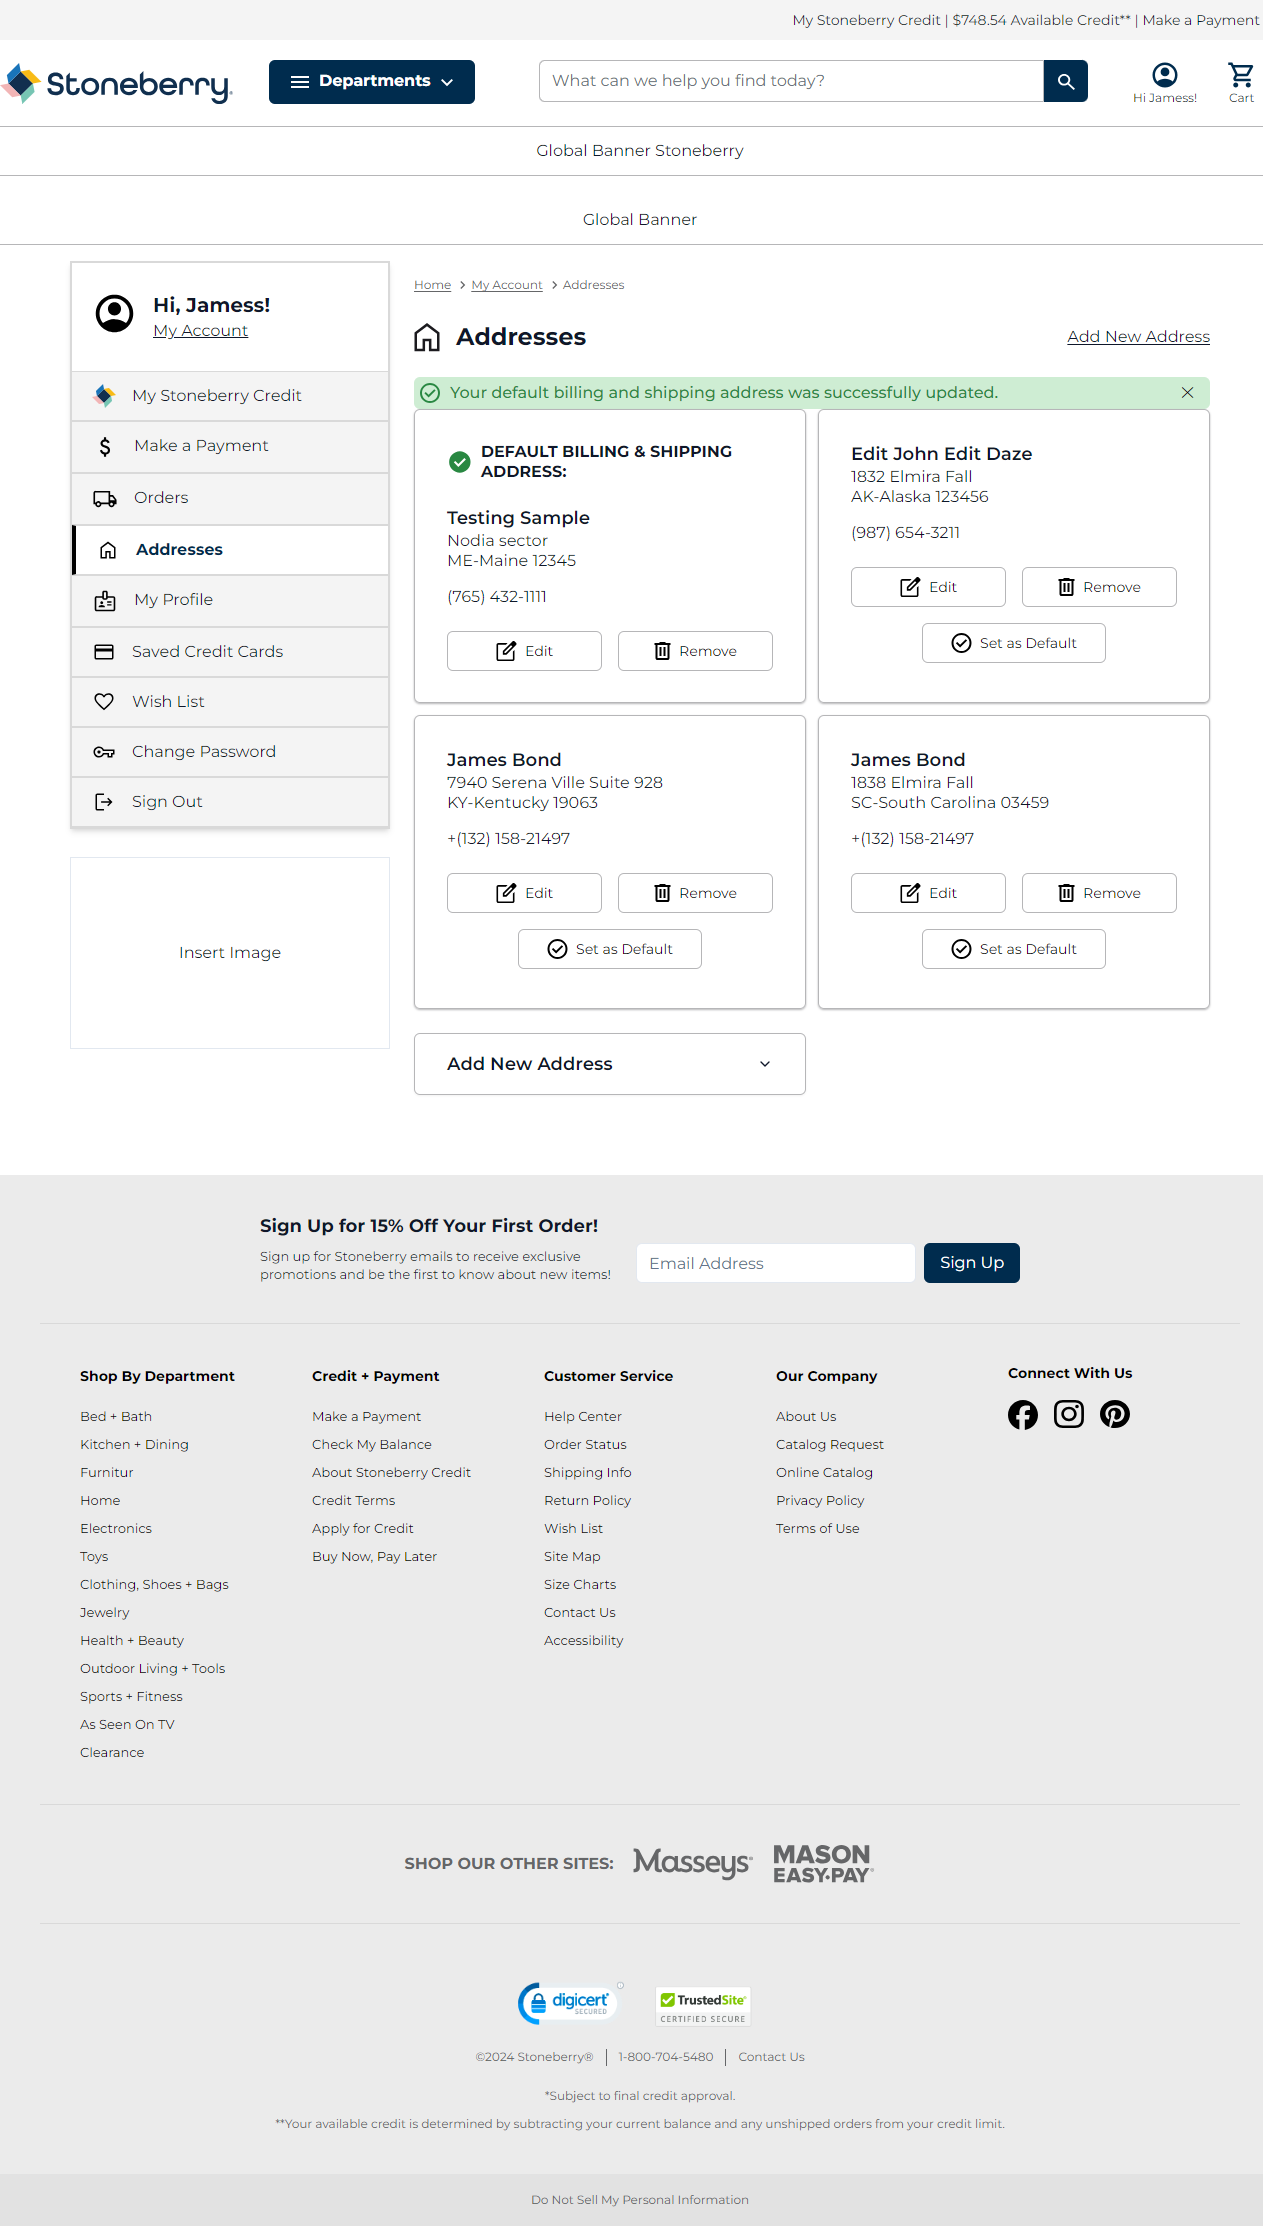 My Stoneberry Credit | $748.54 Available Credit** | Make a Payment
Stoneberry.
Departments
What can we help you find today?
Hi Jamess!
Cart
Global Banner Stoneberry
Global Banner
Hi, Jamess!
My Account
My Stoneberry Credit
Make a Payment
Orders
Addresses
My Profile
Saved Credit Cards
Wish List
Change Password
Sign Out
Insert Image
Home > My Account > Addresses
Addresses
Add New Address
Your default billing and shipping address was successfully updated.
DEFAULT BILLING & SHIPPING
ADDRESS:
Testing Sample
Nodia sector
ME-Maine 12345
(765) 432-1111
Edit
Remove
Edit John Edit Daze
1832 Elmira Fall
AK-Alaska 123456
(987) 654-3211
Edit
Remove
Set as Default
James Bond
7940 Serena Ville Suite 928
KY-Kentucky 19063
+(132) 158-21497
Edit
Remove
Set as Default
James Bond
1838 Elmira Fall
SC-South Carolina 03459
+(132) 158-21497
Edit
Remove
Set as Default
Add New Address
Sign Up for 15% Off Your First Order!
Sign up for Stoneberry emails to receive exclusive
promotions and be the first to know about new items!
Email Address
Sign Up
Shop By Department
Bed + Bath
Kitchen + Dining
Furnitur
Home
Electronics
Toys
Clothing, Shoes + Bags
Jewelry
Health + Beauty
Outdoor Living + Tools
Sports + Fitness
As Seen On TV
Clearance
Credit + Payment
Make a Payment
Check My Balance
About Stoneberry Credit
Credit Terms
Apply for Credit
Buy Now, Pay Later
Customer Service
Help Center
Order Status
Shipping Info
Return Policy
Wish List
Site Map
Size Charts
Contact Us
Accessibility
Our Company
About Us
Catalog Request
Online Catalog
Privacy Policy
Terms of Use
Connect With Us
SHOP OUR OTHER SITES:
Masseys
MASON
EASY•PAY
digicert
SECURED
TrustedSite
CERTIFIED SECURE
©2024 Stoneberry® | 1-800-704-5480 | Contact Us
*Subject to final credit approval.
**Your available credit is determined by subtracting your current balance and any unshipped orders from your credit limit.
Do Not Sell My Personal Information